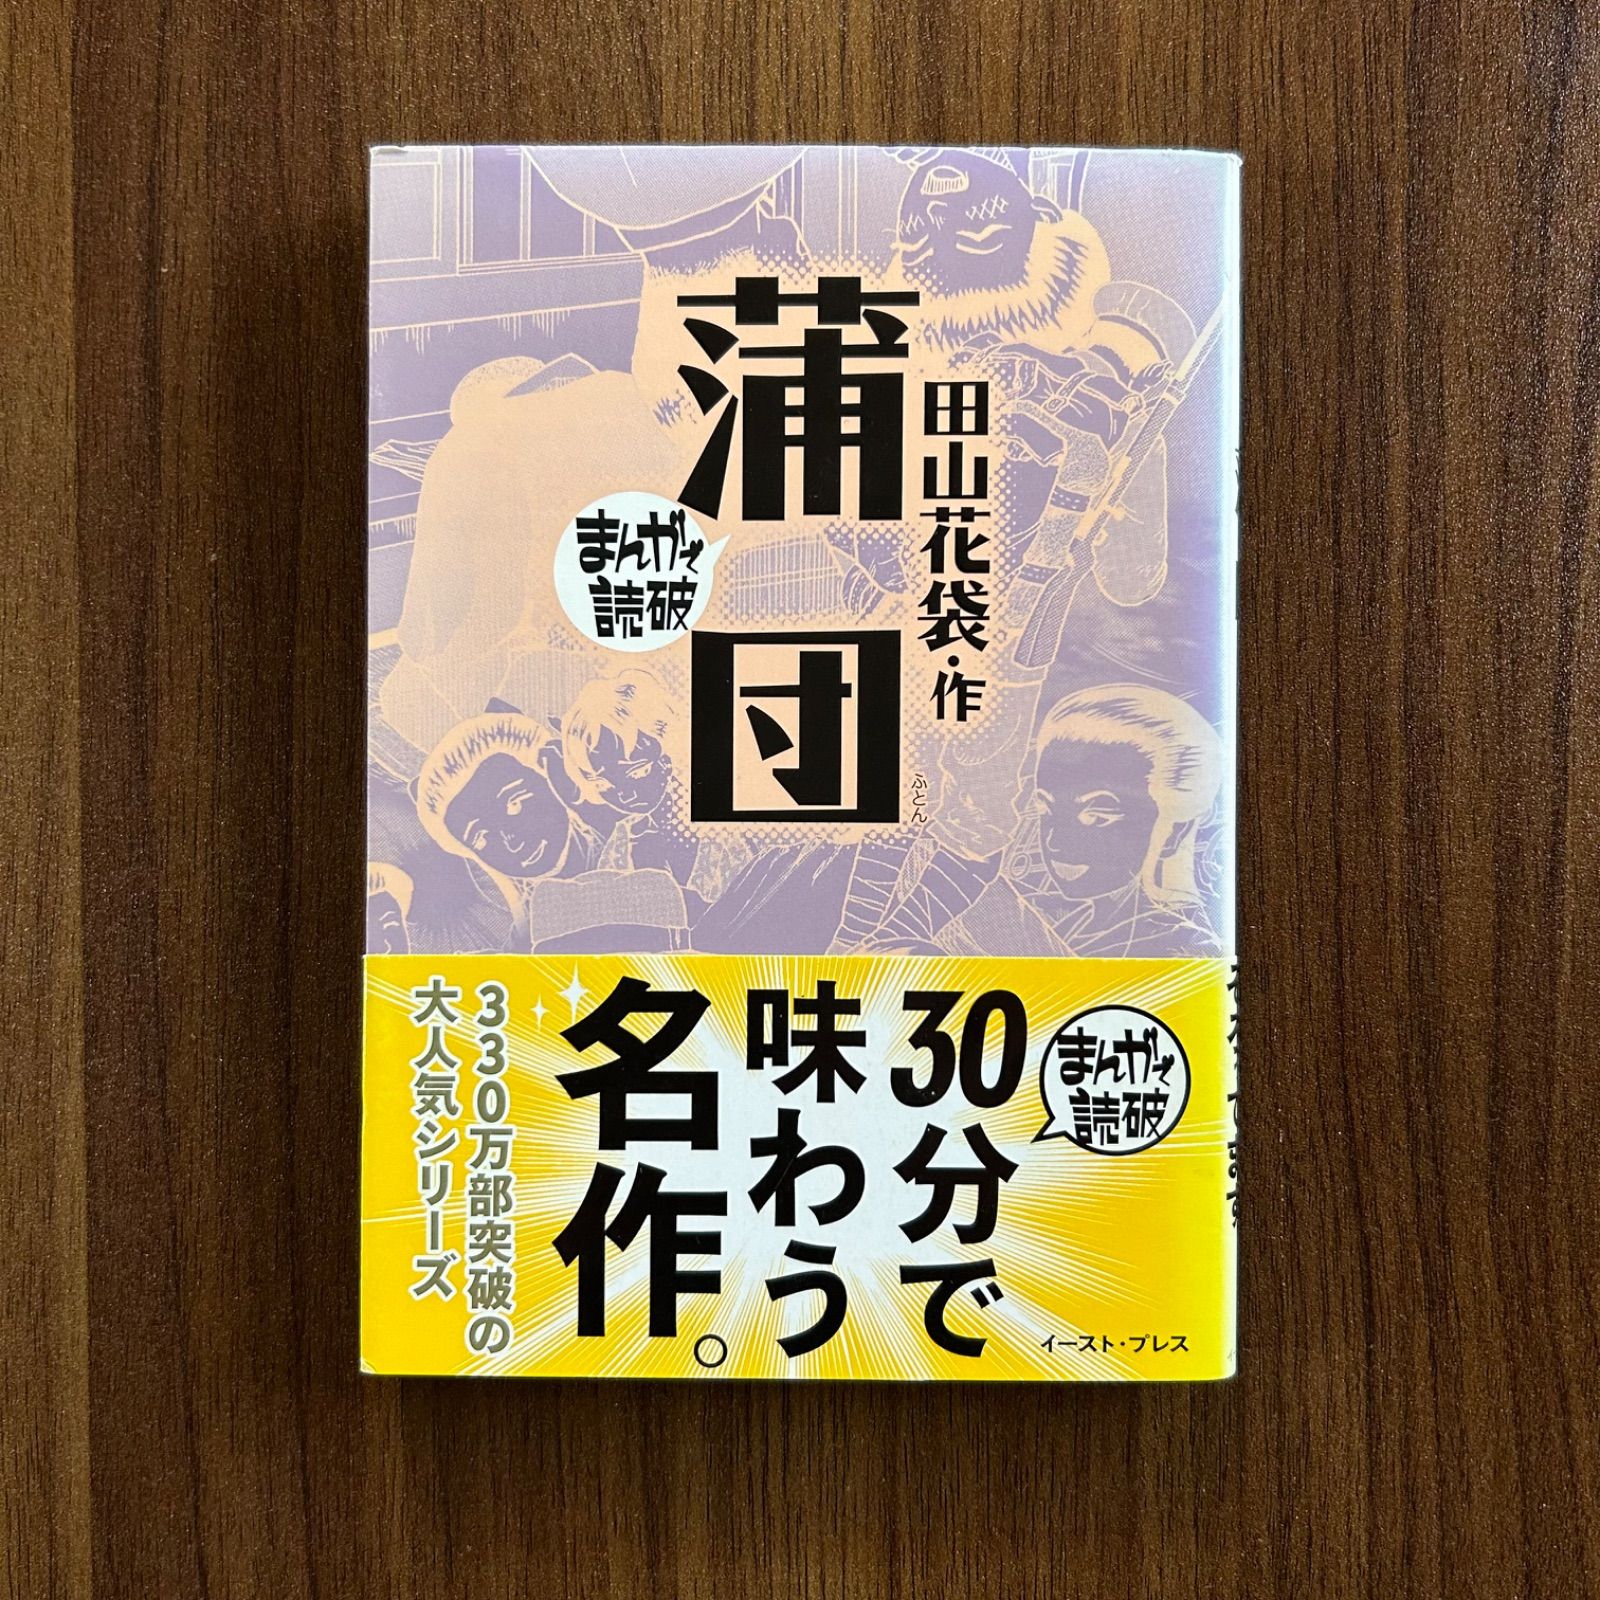 蒲団
ふとん
田山花袋・作
まんがで
読破
まんがで
読破
30分で
味わう
名作。
330万部突破の
大人気シリーズ
イースト・プレス